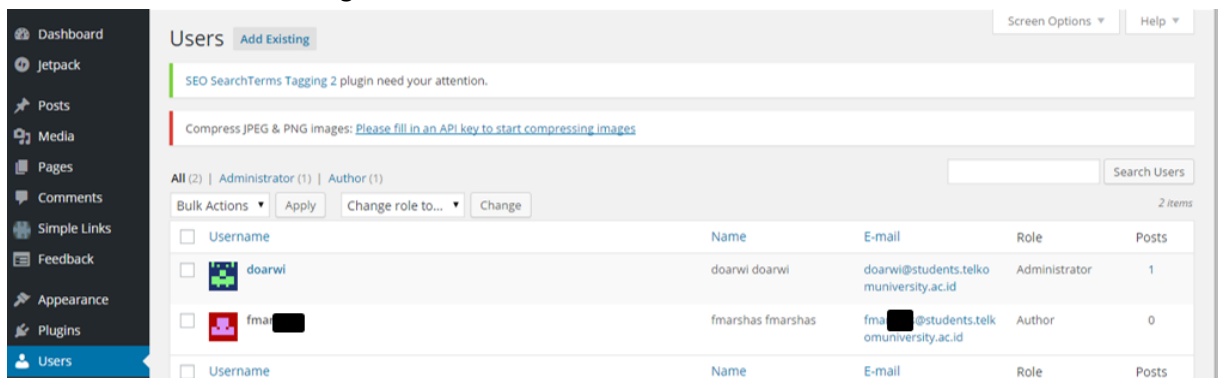 Dashboard
Jetpack
Posts
Media
Pages
Comments
Simple Links
Feedback
Appearance
Plugins
Users
Screen Options
Help
Users Add Existing
SEO SearchTerms Tagging 2 plugin need your attention.
Compress JPEG & PNG images: Please fill in an API key to start compressing images
All (2) | Administrator (1) | Author (1)
Search Users
Bulk Actions Apply Change role to... Change
2 items
Username Name E-mail Role Posts
doarwi doarwi doarwi doarwi@students.telko Administrator 1
muniversity.ac.id
fmar fmarshas fmarshas fma @students.telk Author 0
omuniversity.ac.id
Username Name E-mail Role Posts